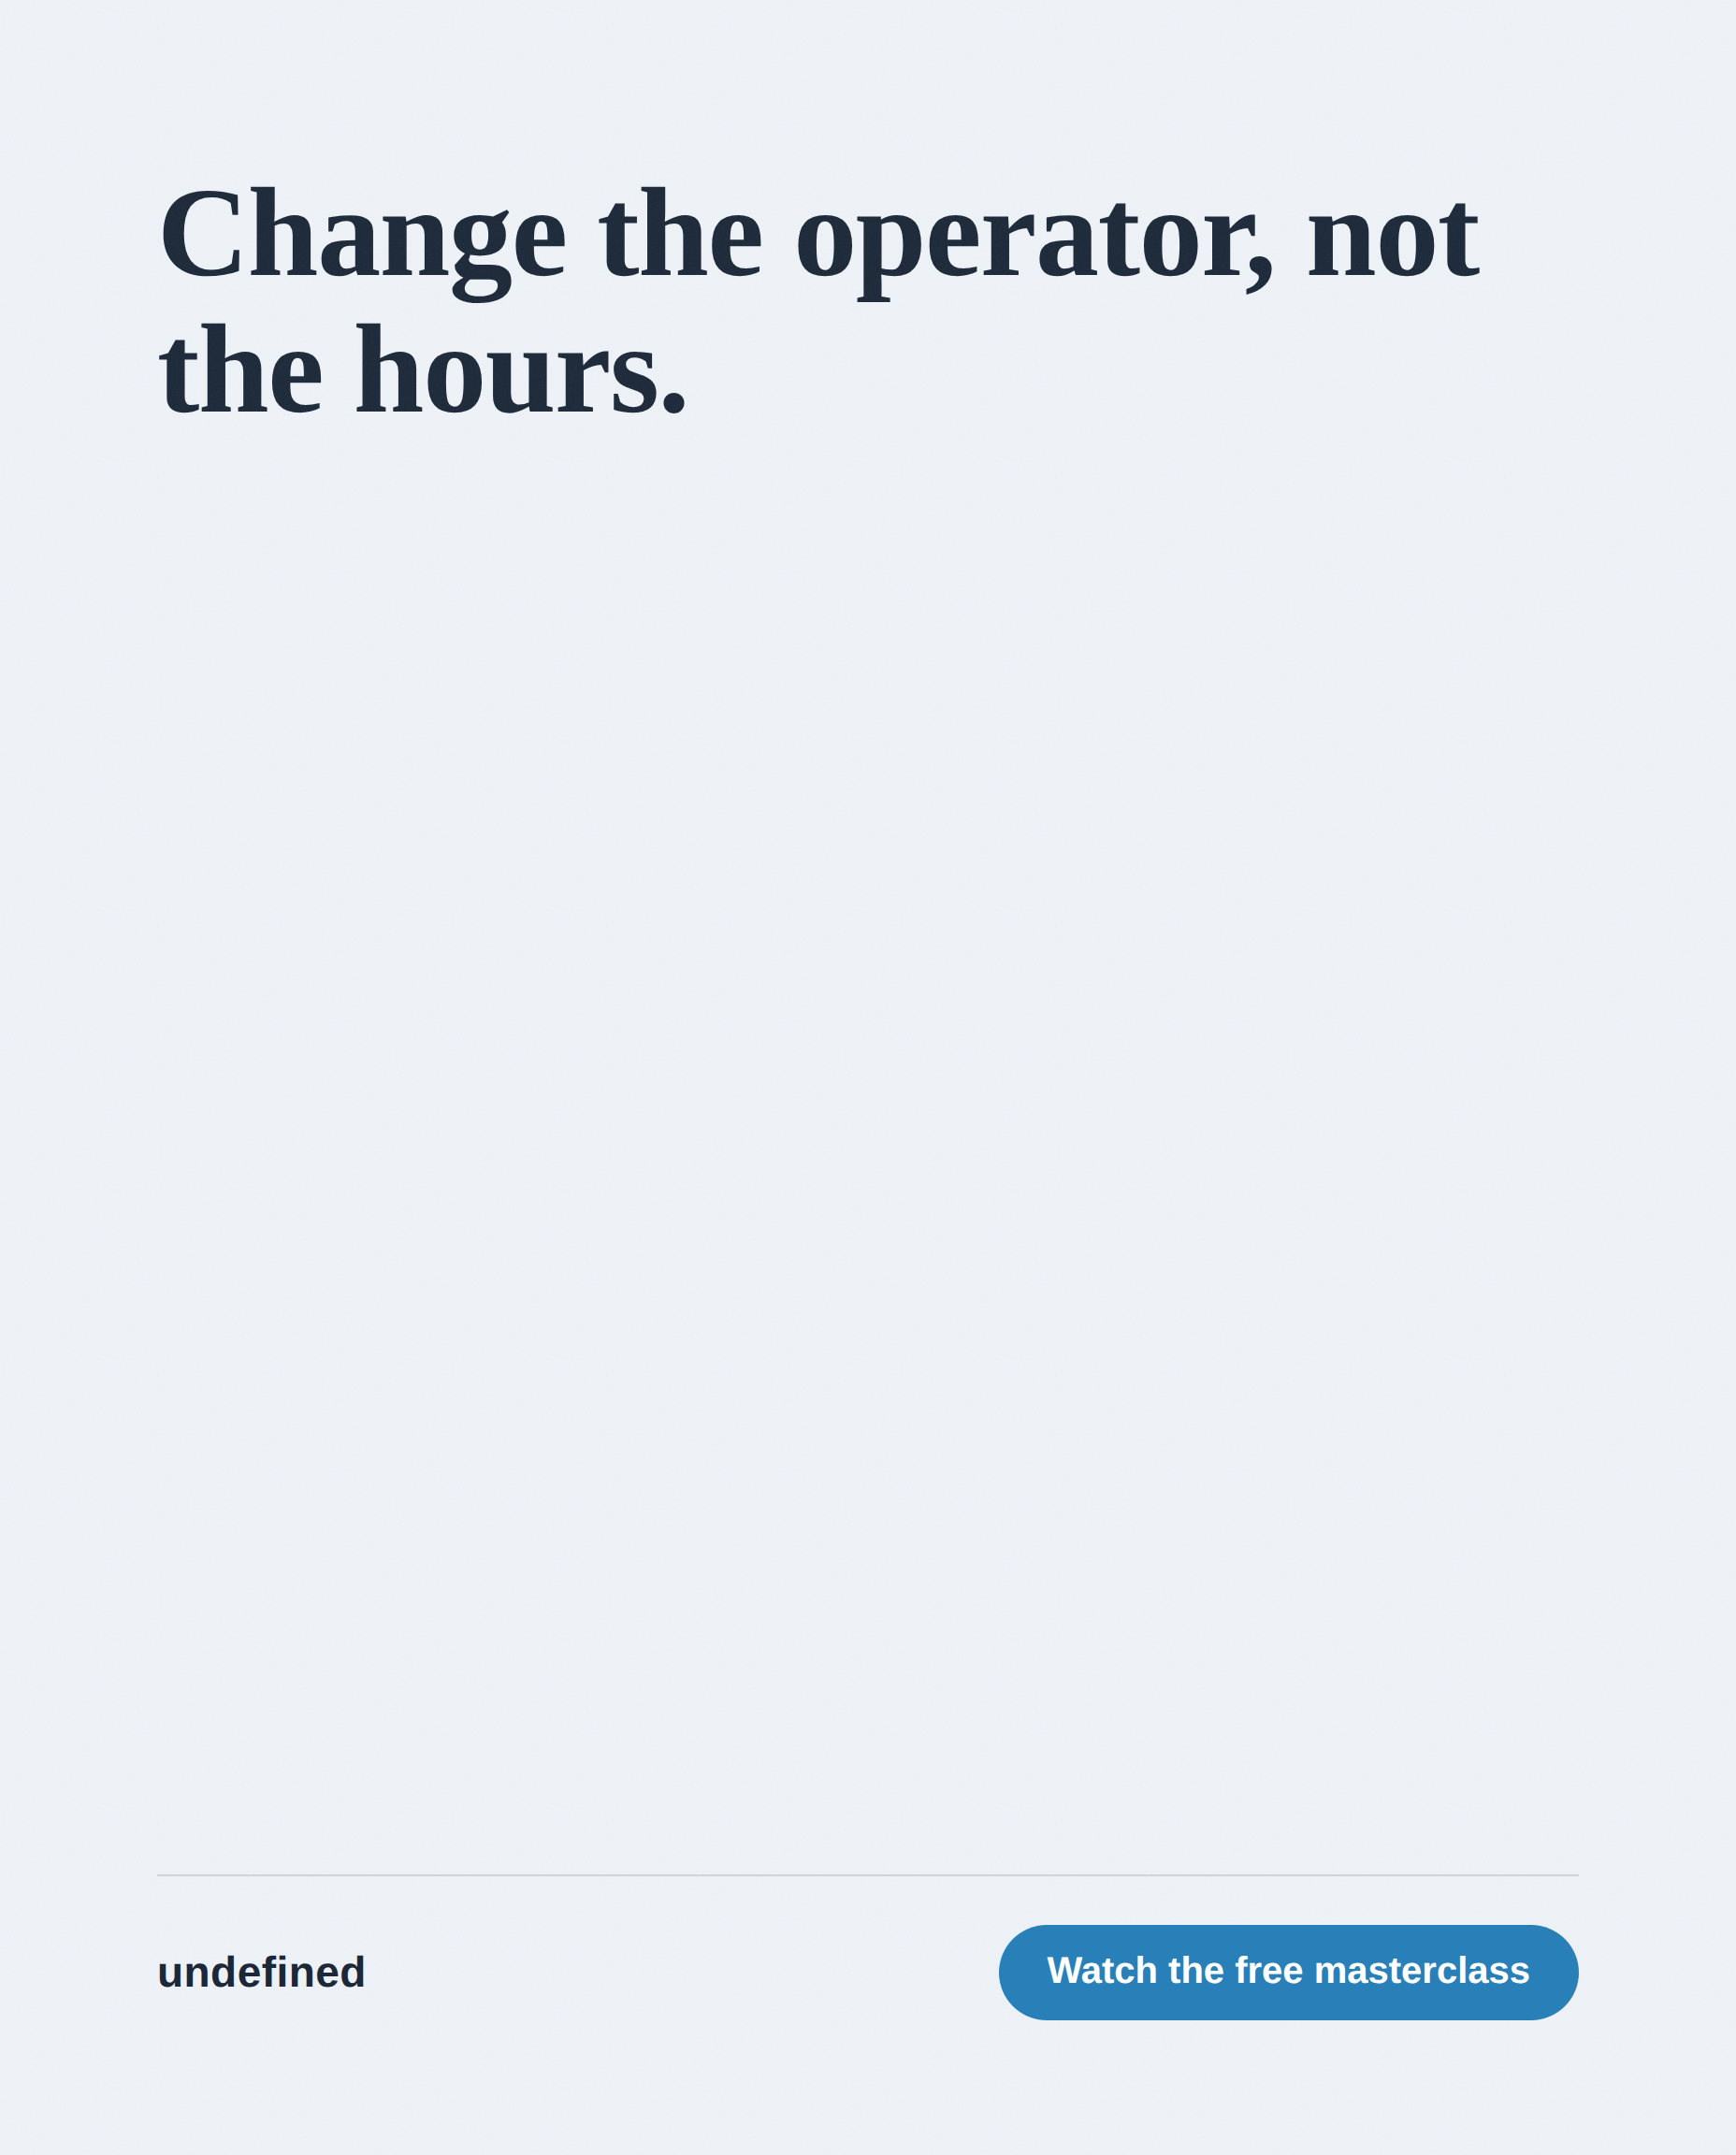 Change the operator, not
the hours.
undefined
Watch the free masterclass